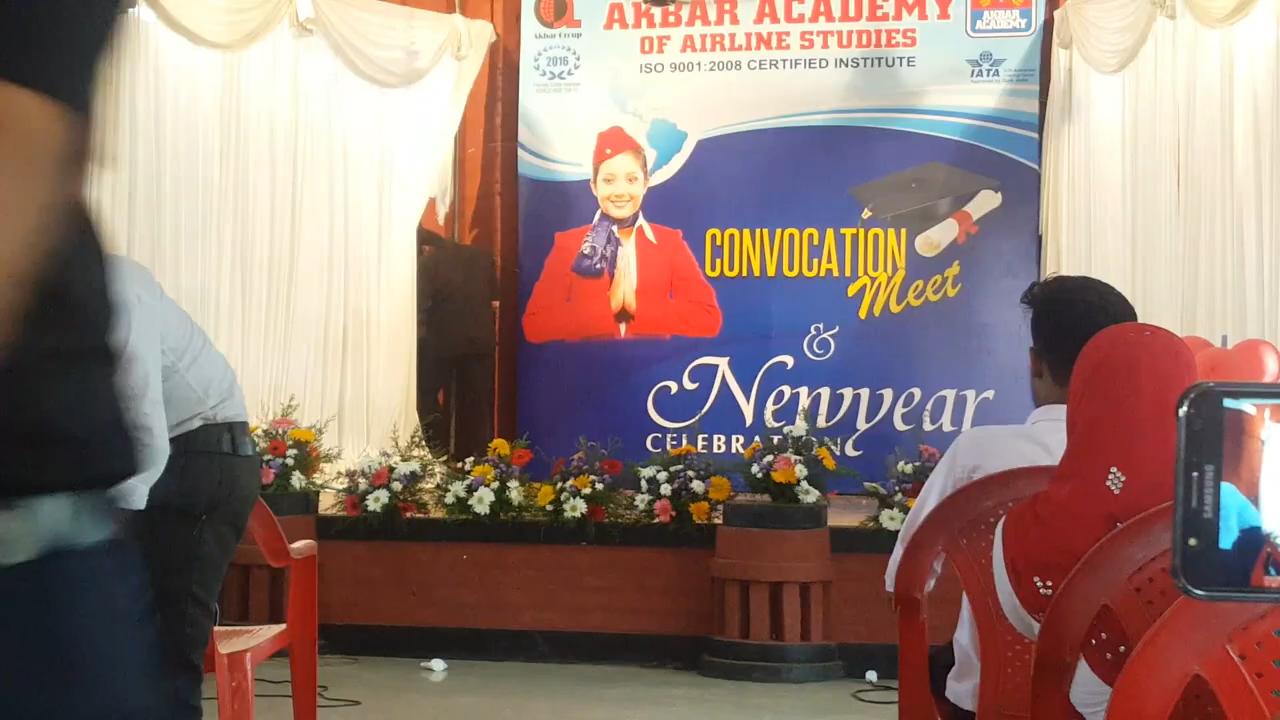 AKBAR ACADEMY
OF AIRLINE STUDIES
ISO 9001:2008 CERTIFIED INSTITUTE
Akbar Group
2016
AKBAR
ACADEMY
IATA
CONVOCATION
Meet
&
Newyear
CELEBRATION
SAMSUNG